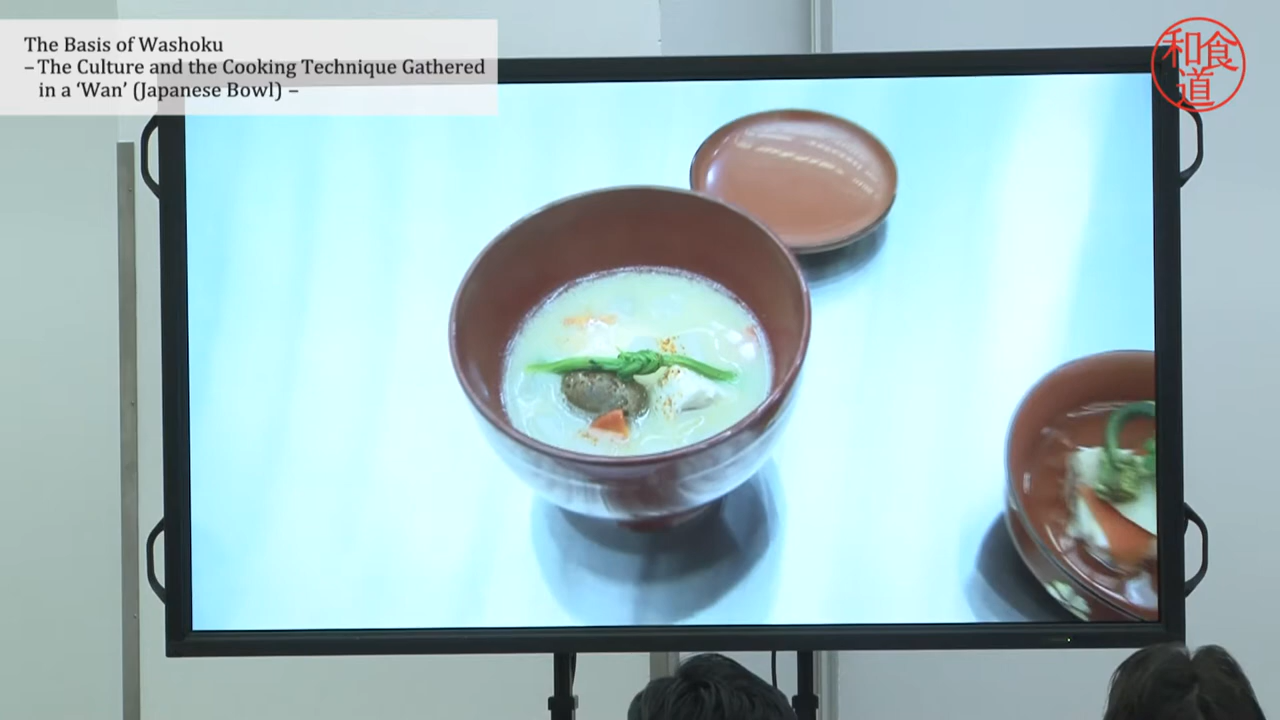 The Basis of Washoku
– The Culture and the Cooking Technique Gathered
in a ‘Wan’ (Japanese Bowl) –
和食
道